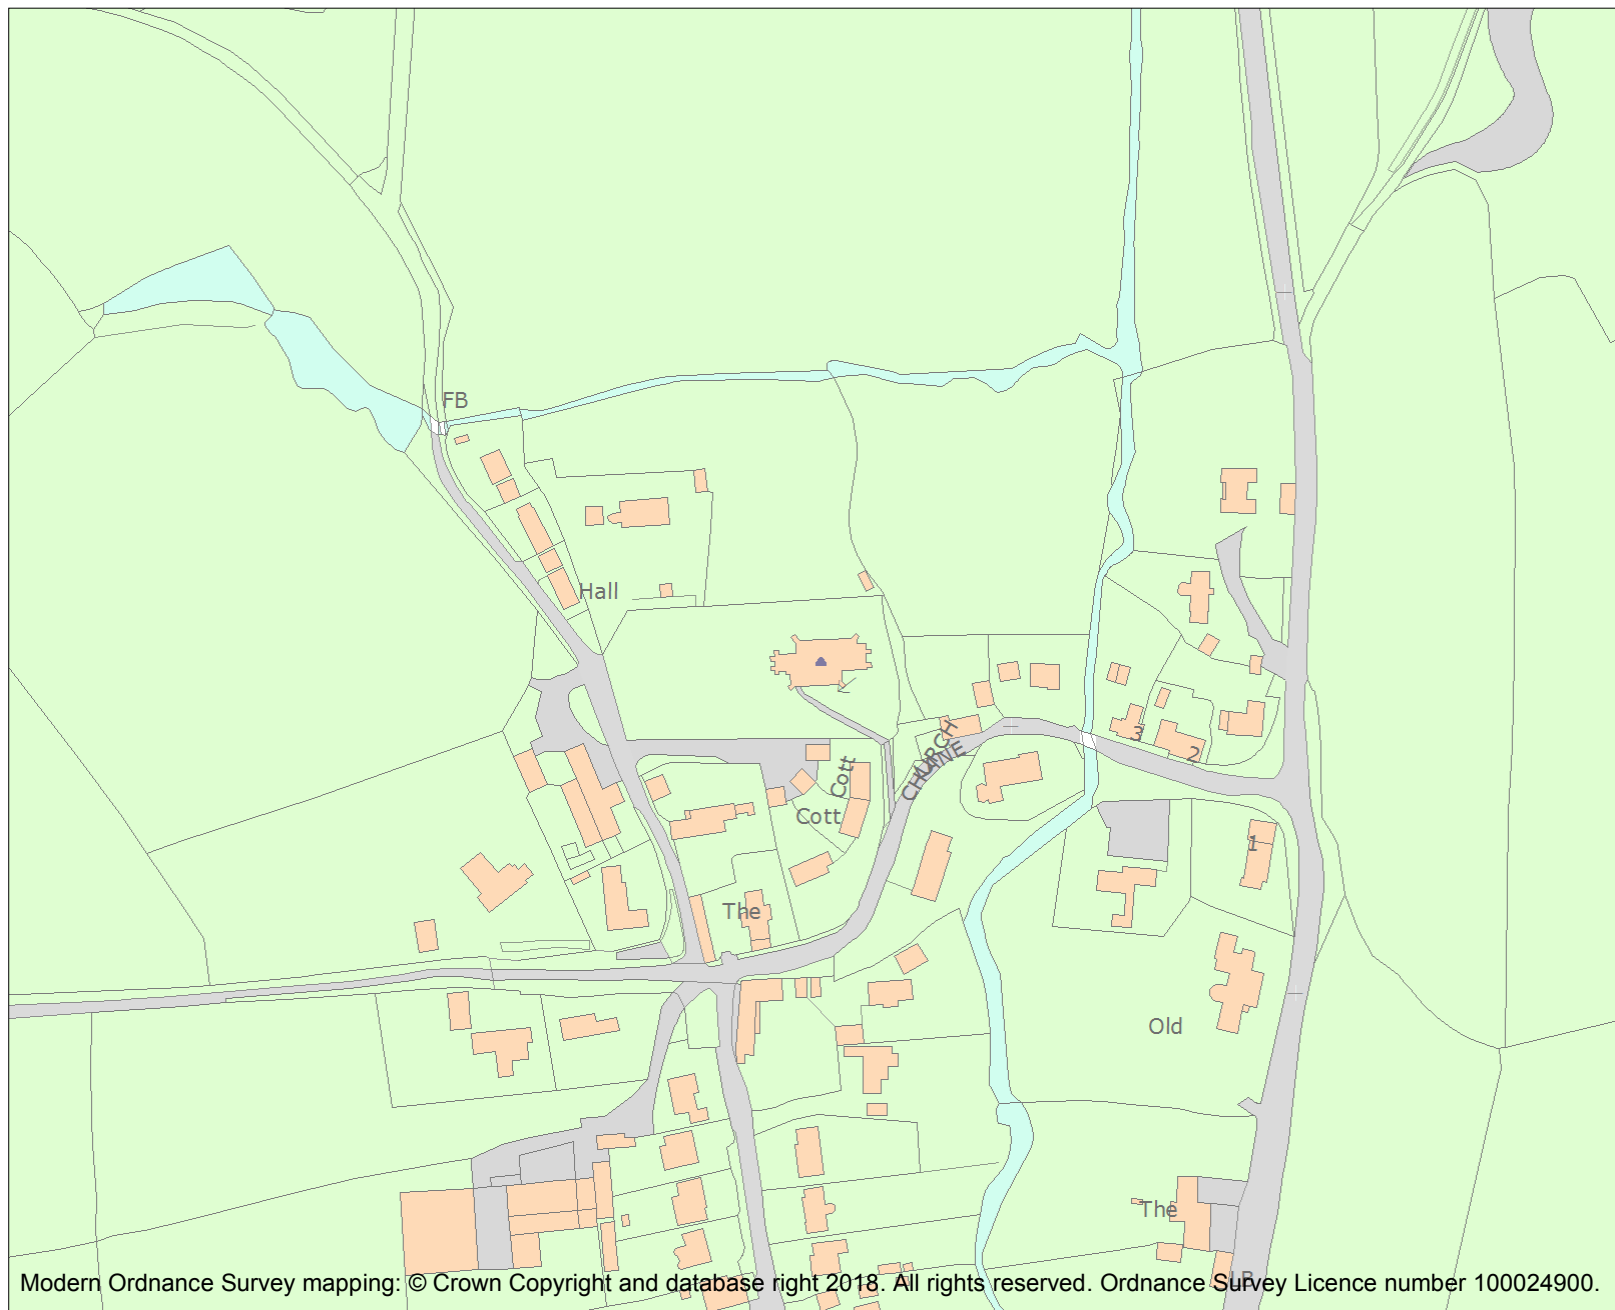 FB
Hall
CHURCH
LANE
3
2
Cott
Cott
1
The
Old
The
LB
Modern Ordnance Survey mapping: © Crown Copyright and database right 2018. All rights reserved. Ordnance Survey Licence number 100024900.